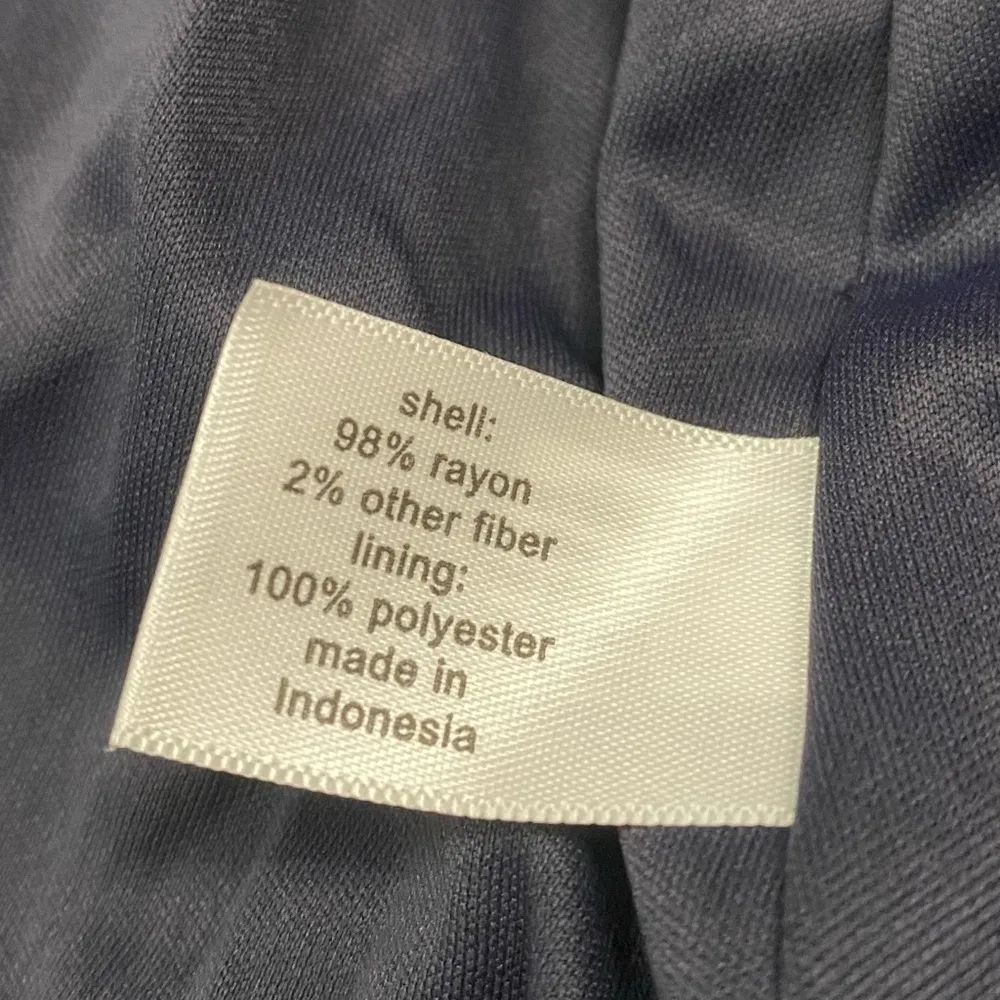 shell:
98% rayon
2% other fiber
lining:
100% polyester
made in
Indonesia